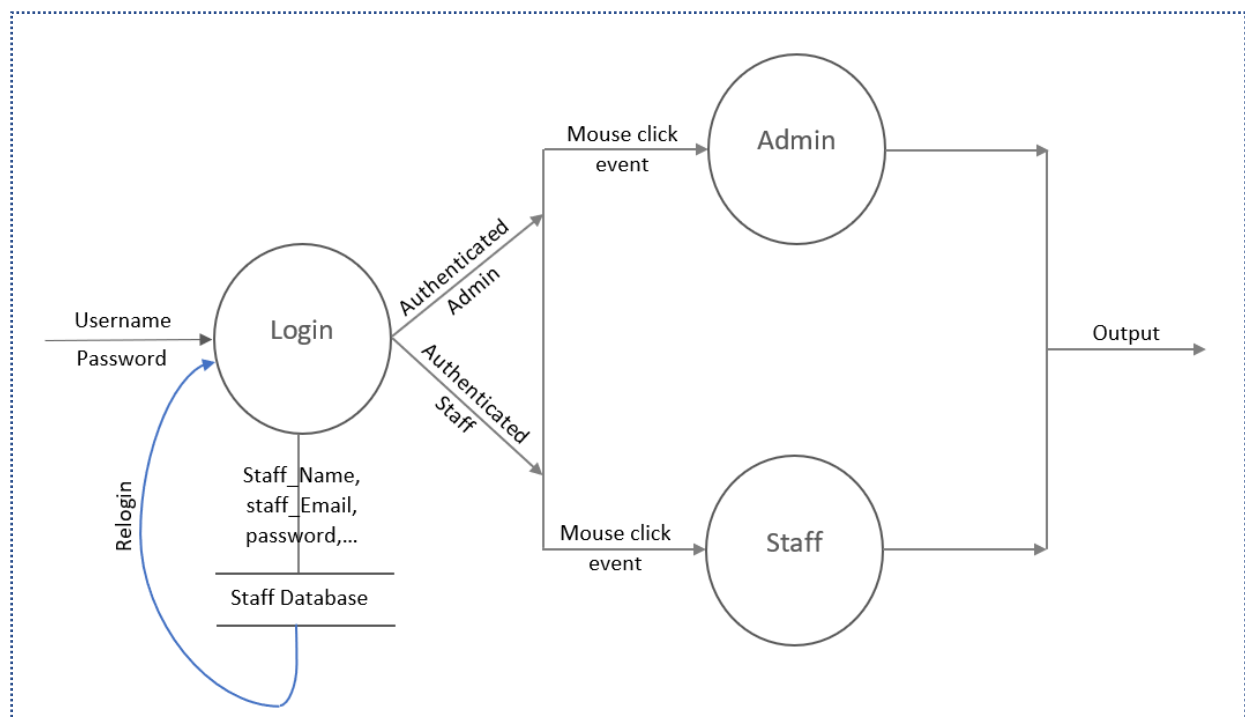 Mouse click
event
Admin
Authenticated
Admin
Username
Password
Login
Output
Authenticated
Staff
Staff_Name,
staff_Email,
password,...
Relogin
Mouse click
event
Staff
Staff Database